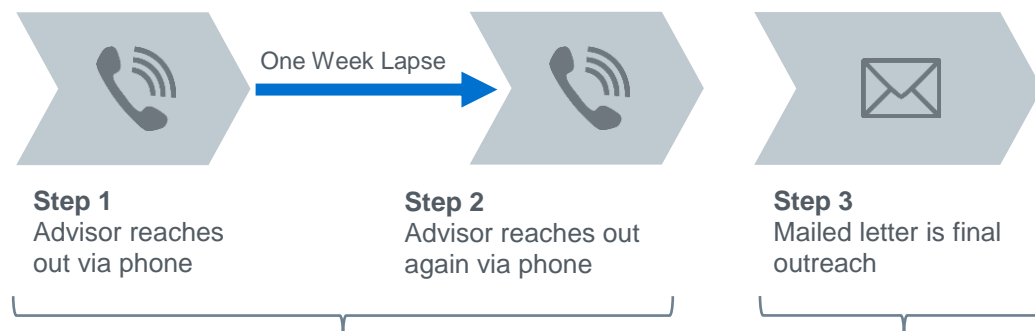 One Week Lapse
Step 1
Advisor reaches
out via phone
Step 2
Advisor reaches out
again via phone
Step 3
Mailed letter is final
outreach